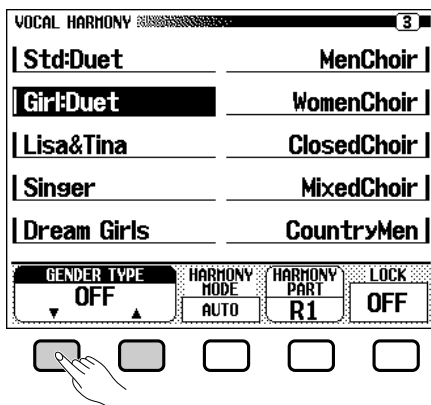 VOCAL HARMONY 3
Std:Duet MenChoir
Girl:Duet WomenChoir
Lisa&Tina ClosedChoir
Singer MixedChoir
Dream Girls CountryMen
GENDER TYPE HARMONY MODE HARMONY PART LOCK
OFF AUTO R1 OFF
▼ ▲